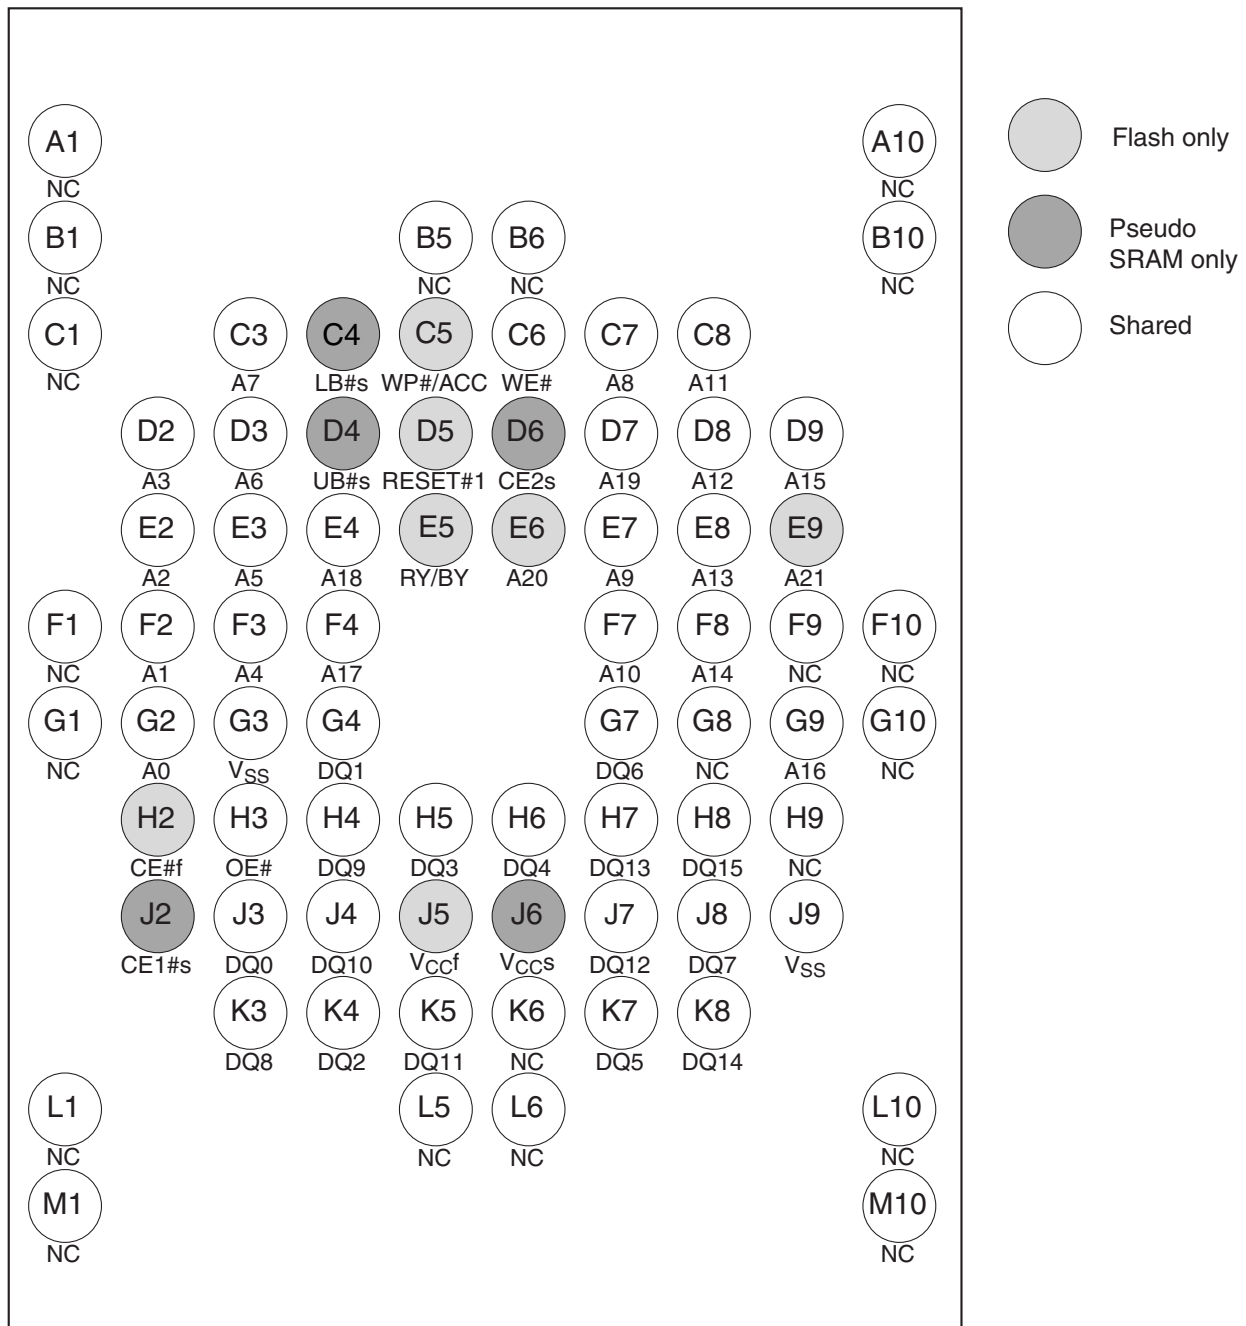 A1 A10 Flash only
NC NC
B1 B5 B6 B10 Pseudo
SRAM only
NC NC NC NC
C1 C3 C4 C5 C6 C7 C8 Shared
NC A7 LB#s WP#/ACC WE# A8 A11
D2 D3 D4 D5 D6 D7 D8 D9
A3 A6 UB#s RESET#1 CE2s A19 A12 A15
E2 E3 E4 E5 E6 E7 E8 E9
A2 A5 A18 RY/BY A20 A9 A13 A21
F1 F2 F3 F4 F7 F8 F9 F10
NC A1 A4 A17 A10 A14 NC NC
G1 G2 G3 G4 G7 G8 G9 G10
NC A0 VSS DQ1 DQ6 NC A16 NC
H2 H3 H4 H5 H6 H7 H8 H9
CE#f OE# DQ9 DQ3 DQ4 DQ13 DQ15 NC
J2 J3 J4 J5 J6 J7 J8 J9
CE1#s DQ0 DQ10 VCCf VCCs DQ12 DQ7 VSS
K3 K4 K5 K6 K7 K8
DQ8 DQ2 DQ11 NC DQ5 DQ14
L1 L5 L6 L10
NC NC NC NC
M1 M10
NC NC